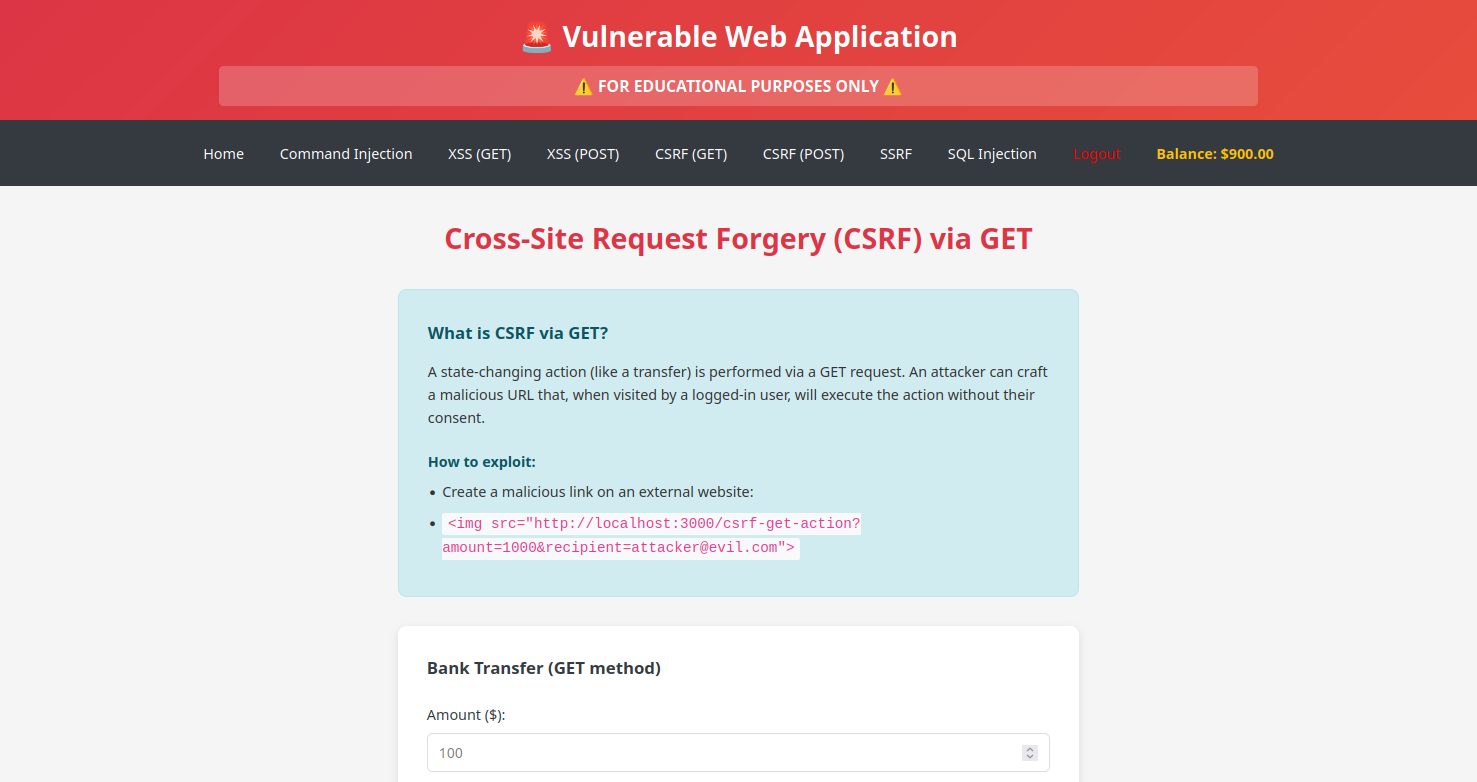 🚨 Vulnerable Web Application
⚠️ FOR EDUCATIONAL PURPOSES ONLY ⚠️
Home Command Injection XSS (GET) XSS (POST) CSRF (GET) CSRF (POST) SSRF SQL Injection Logout Balance: $900.00
Cross-Site Request Forgery (CSRF) via GET
What is CSRF via GET?
A state-changing action (like a transfer) is performed via a GET request. An attacker can craft
a malicious URL that, when visited by a logged-in user, will execute the action without their
consent.
How to exploit:
• Create a malicious link on an external website:
• <img src="http://localhost:3000/csrf-get-action?
amount=1000&recipient=attacker@evil.com">
Bank Transfer (GET method)
Amount ($):
100